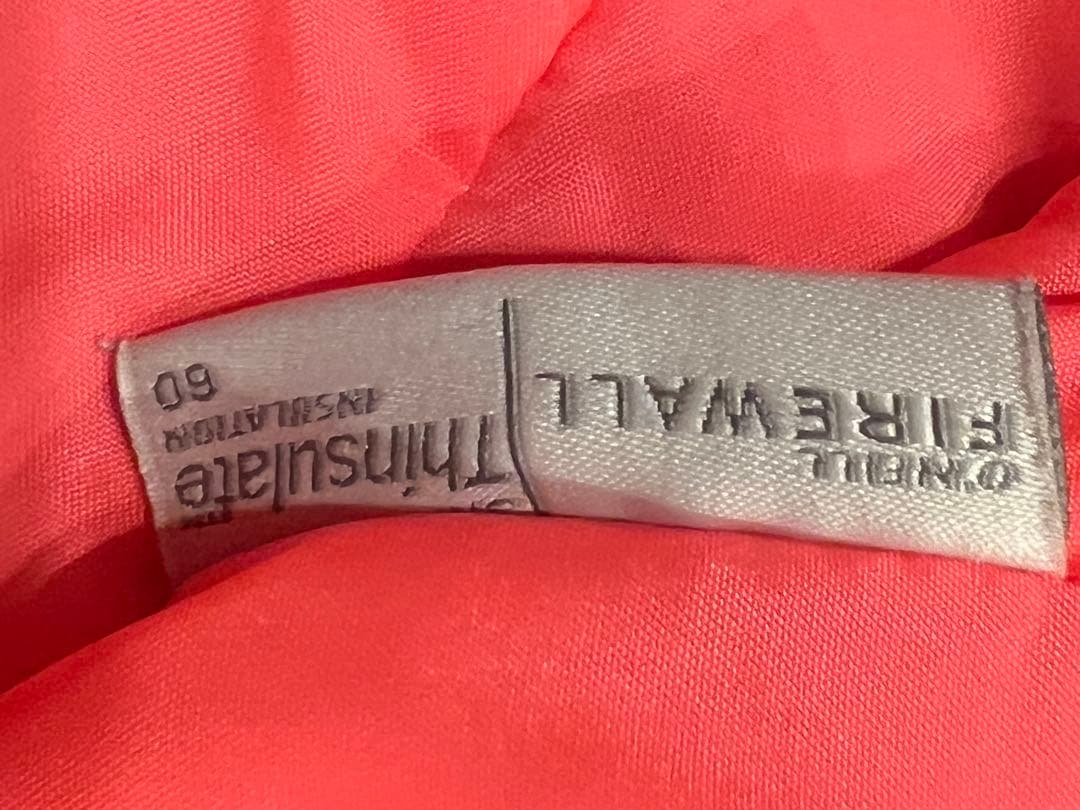 O'NEILL
FIREWALL
Thinsulate
INSULATION
60